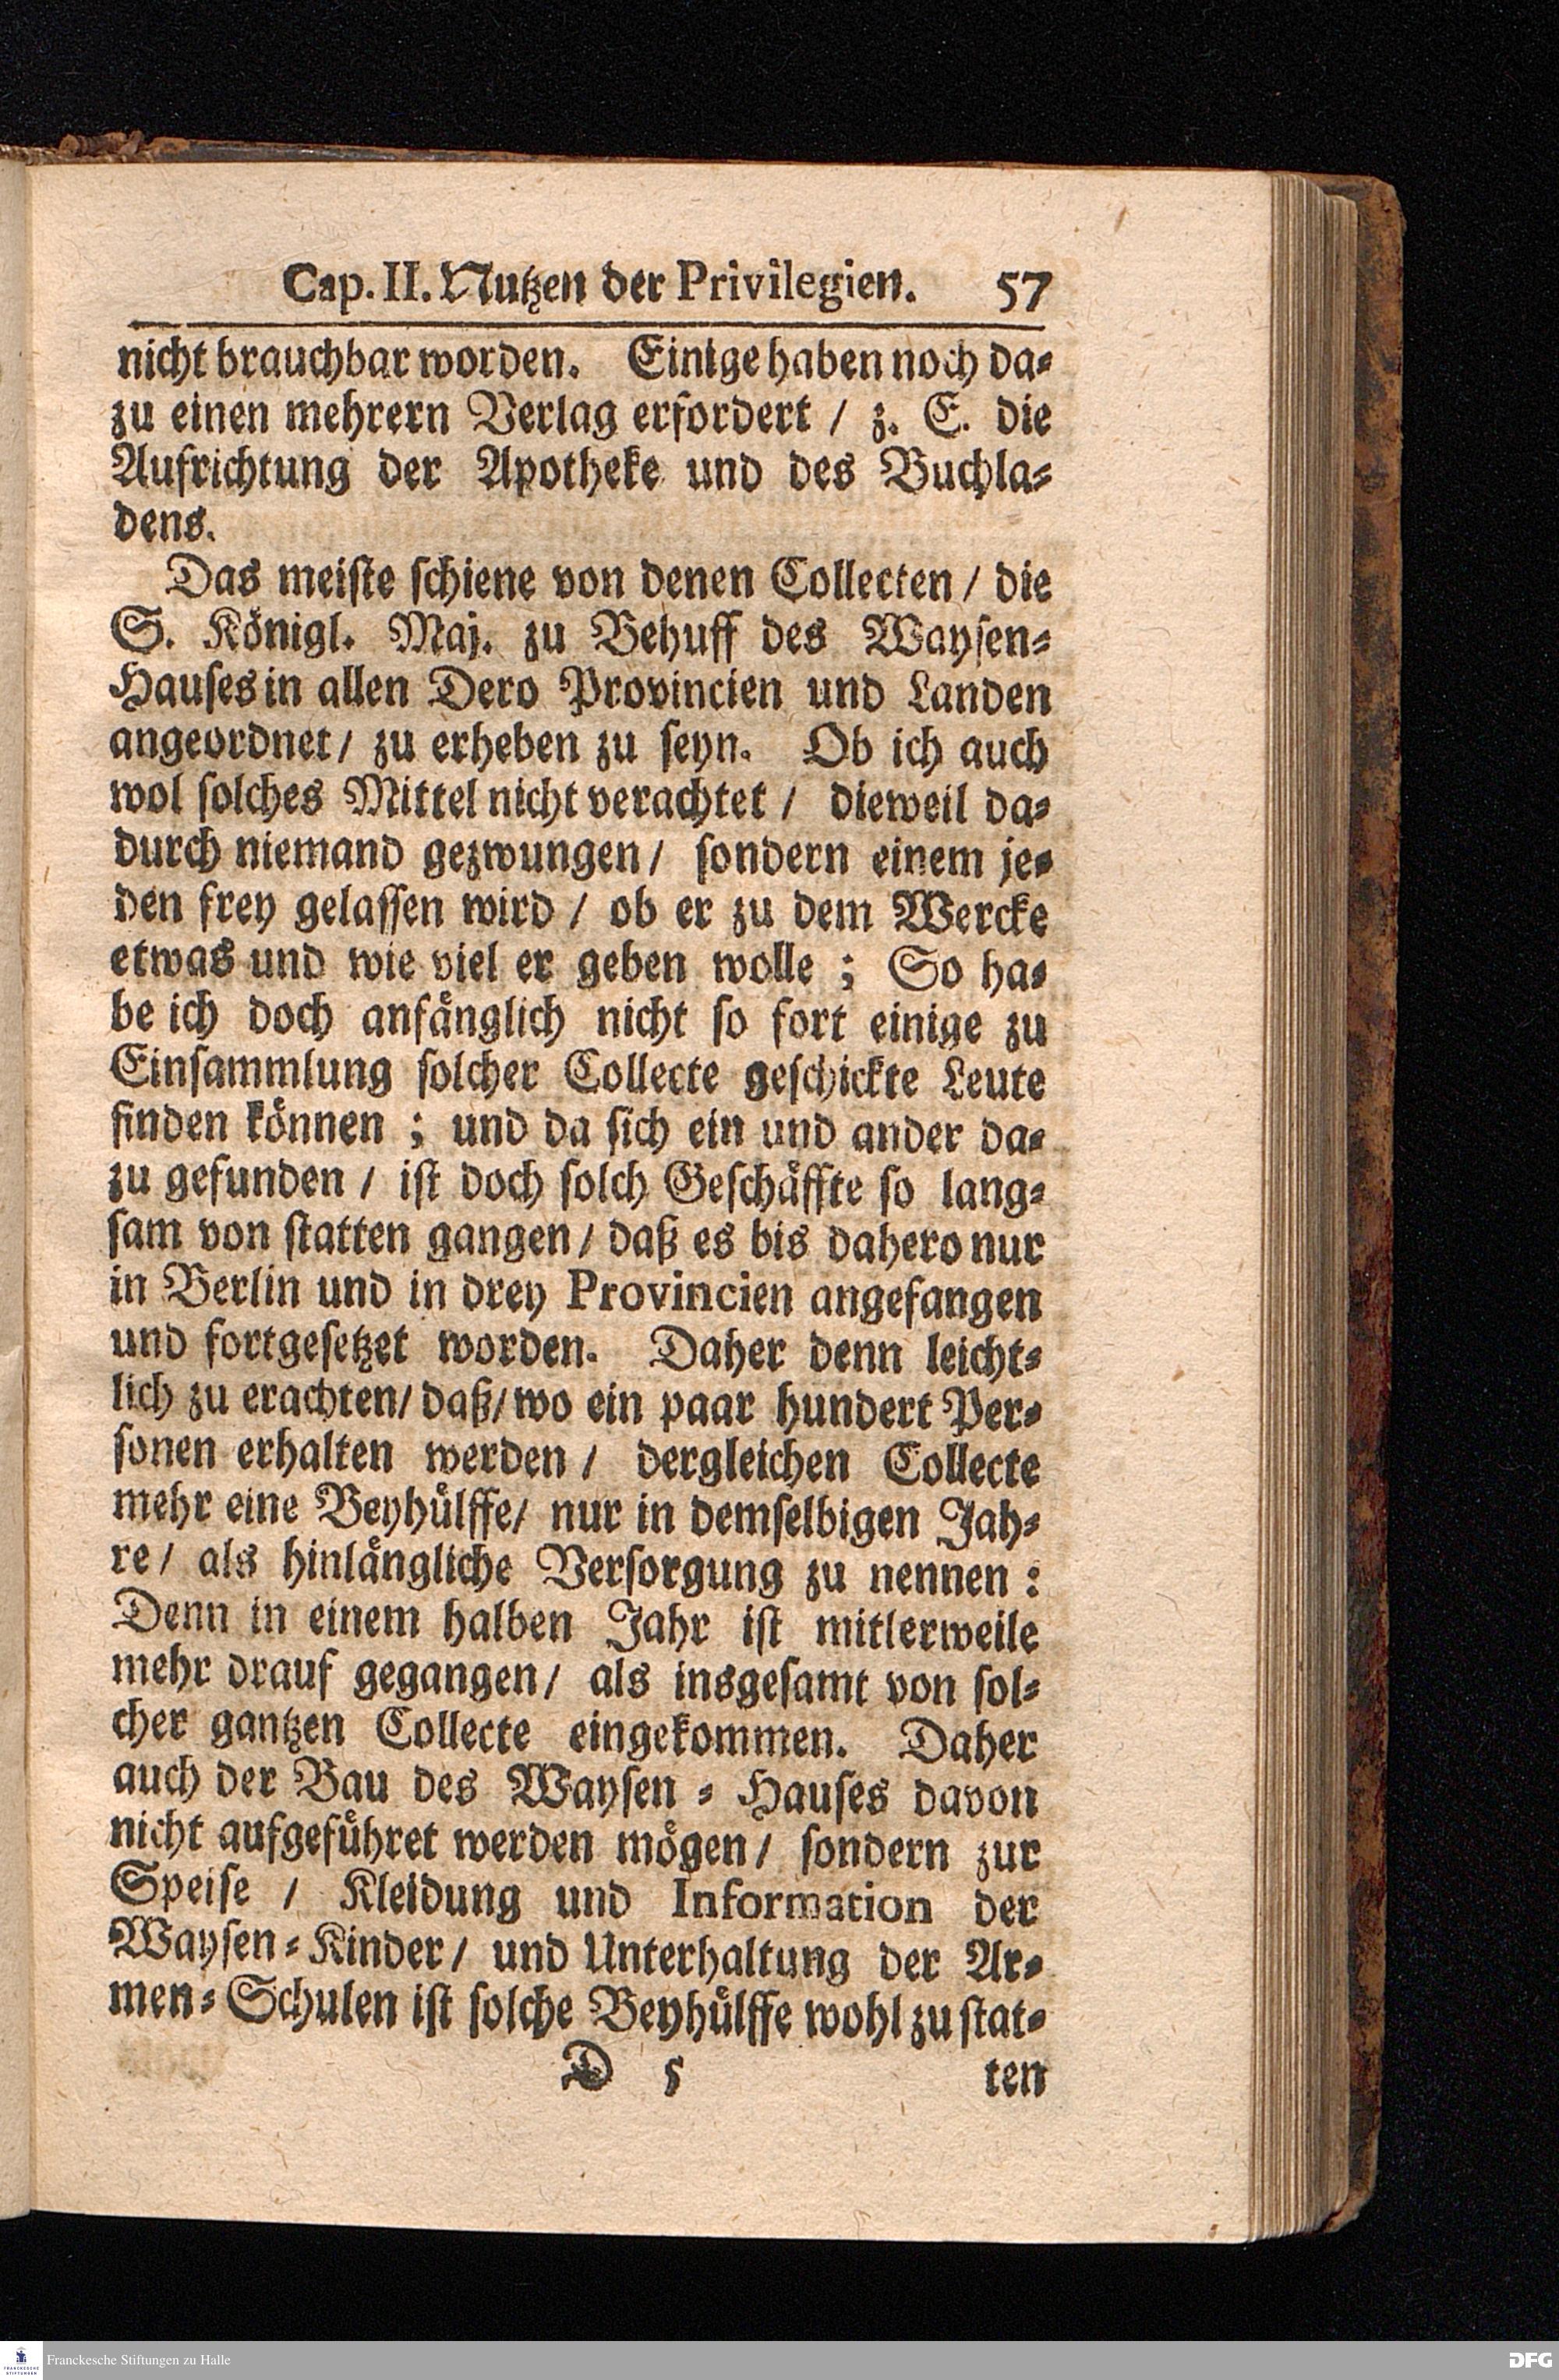 Cap. II. Nutzen der Privilegien. 57
nicht brauchbar worden. Einige haben noch da-
zu einen mehrern Verlag erfordert / z. E. die
Aufrichtung der Apotheke und des Buchla-
dens.
Das meiste schiene von denen Collecten / die
S. Königl. Maj. zu Behuff des Waysen-
Hauses in allen Dero Provincien und Landen
angeordnet / zu erheben zu seyn. Ob ich auch
wol solches Mittel nicht verachtet / dieweil da-
durch niemand gezwungen / sondern einem je-
den frey gelassen wird / ob er zu dem Wercke
etwas und wie viel er geben wolle ; So ha-
be ich doch anfänglich nicht so fort einige zu
Einsammlung solcher Collecte geschickte Leute
finden können ; und da sich ein und ander da-
zu gefunden / ist doch solch Geschäffte so lang-
sam von statten gangen / daß es bis dahero nur
in Berlin und in drey Provincien angefangen
und fortgesetzet worden. Daher denn leicht-
lich zu erachten / daß / wo ein paar hundert Per-
sonen erhalten werden / dergleichen Collecte
mehr eine Beyhülffe / nur in demselbigen Jah-
re / als hinlängliche Versorgung zu nennen :
Denn in einem halben Jahr ist mitlerweile
mehr drauf gegangen / als insgesamt von sol-
cher gantzen Collecte eingekommen. Daher
auch der Bau des Waysen - Hauses davon
nicht aufgeführet werden mögen / sondern zur
Speise / Kleidung und Information der
Waysen-Kinder / und Unterhaltung der Ar-
men-Schulen ist solche Beyhülffe wohl zu stat-
D 5 ten
FRANCKESCHE STIFTUNGEN
Franckesche Stiftungen zu Halle
DFG